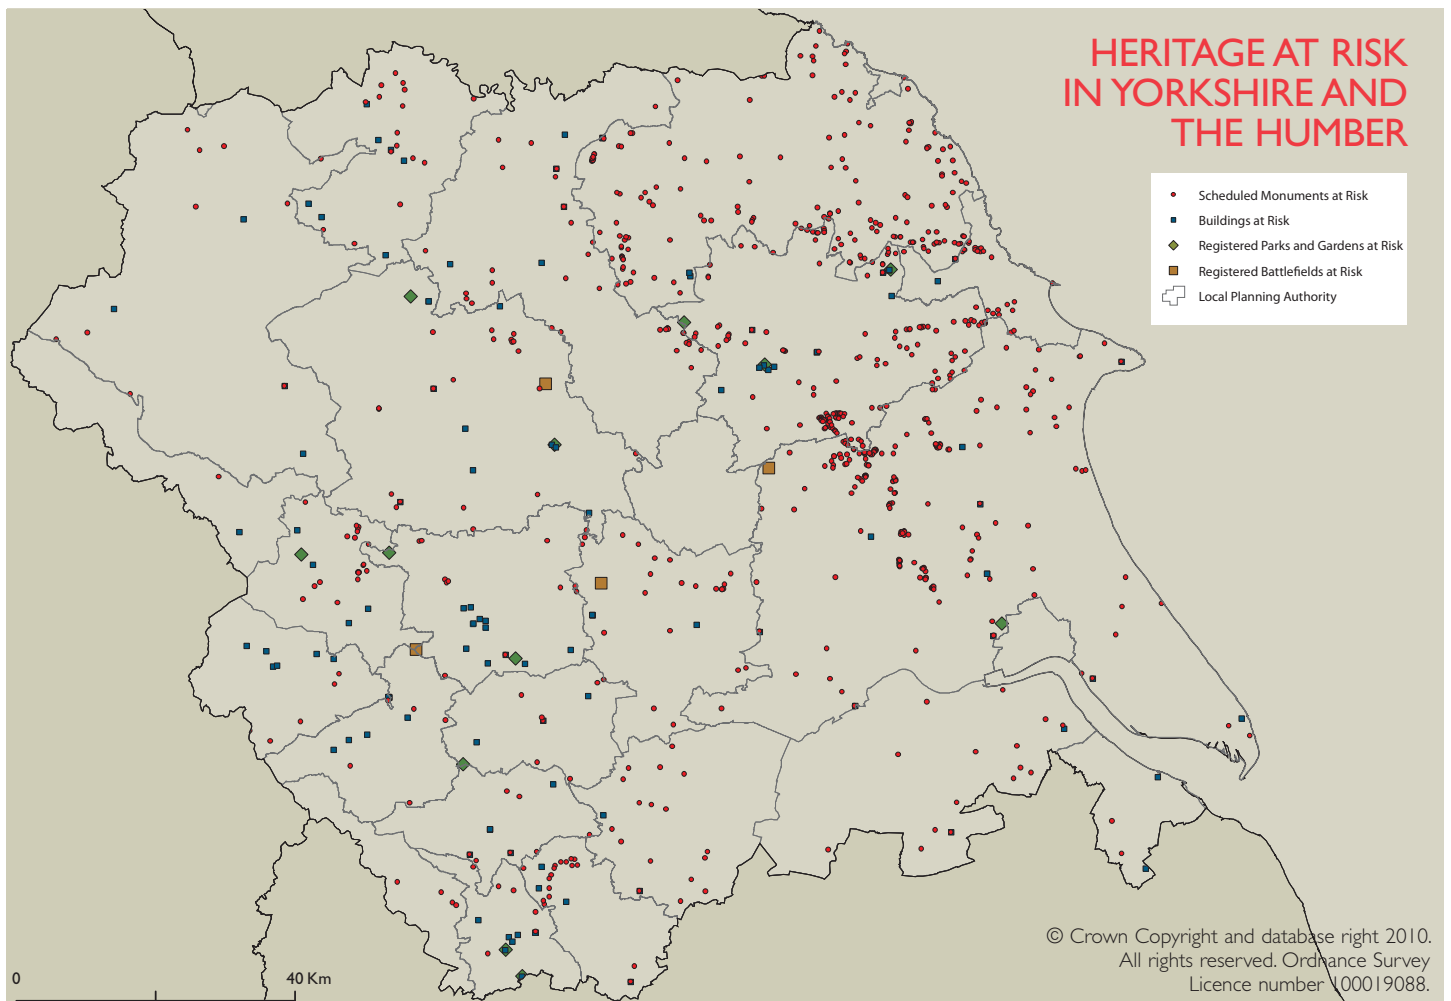 HERITAGE AT RISK
IN YORKSHIRE AND
THE HUMBER
Scheduled Monuments at Risk
Buildings at Risk
Registered Parks and Gardens at Risk
Registered Battlefields at Risk
Local Planning Authority
© Crown Copyright and database right 2010.
All rights reserved. Ordnance Survey
Licence number 100019088.
0 40 Km